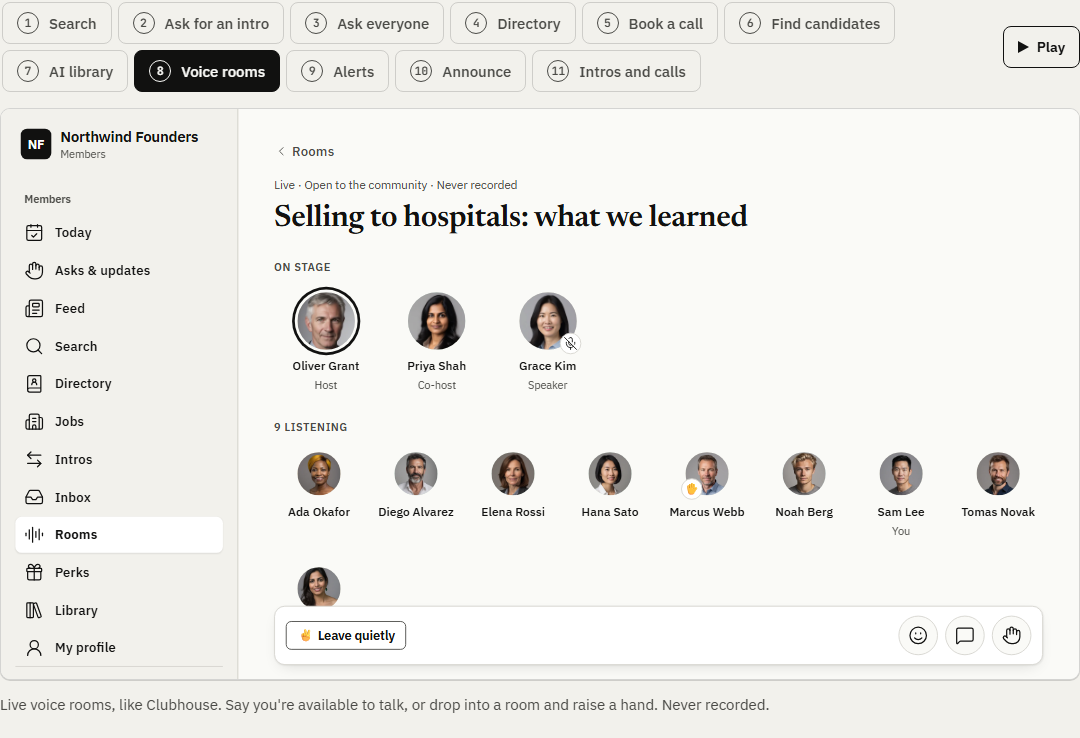 1 Search
2 Ask for an intro
3 Ask everyone
4 Directory
5 Book a call
6 Find candidates
7 AI library
8 Voice rooms
9 Alerts
10 Announce
11 Intros and calls
Play
NF
Northwind Founders
Members
Members
Today
Asks & updates
Feed
Search
Directory
Jobs
Intros
Inbox
Rooms
Perks
Library
My profile
Rooms
Live · Open to the community · Never recorded
Selling to hospitals: what we learned
ON STAGE
Oliver Grant
Host
Priya Shah
Co-host
Grace Kim
Speaker
9 LISTENING
Ada Okafor
Diego Alvarez
Elena Rossi
Hana Sato
Marcus Webb
Noah Berg
Sam Lee
You
Tomas Novak
✌️ Leave quietly
Live voice rooms, like Clubhouse. Say you're available to talk, or drop into a room and raise a hand. Never recorded.